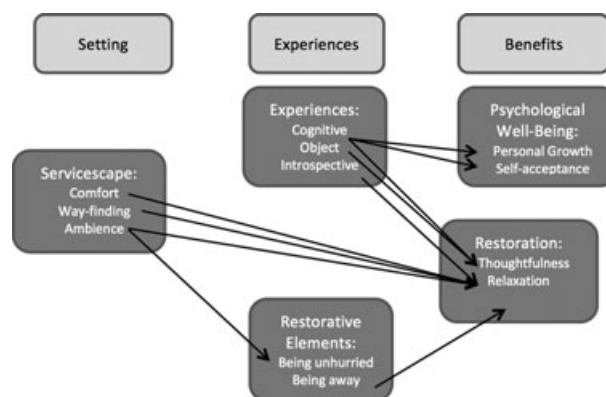 Setting
Experiences
Benefits
Experiences:
Cognitive
Object
Introspective
Psychological
Well-Being:
Personal Growth
Self-acceptance
Servicescape:
Comfort
Way-finding
Ambience
Restoration:
Thoughtfulness
Relaxation
Restorative
Elements:
Being unhurried
Being away